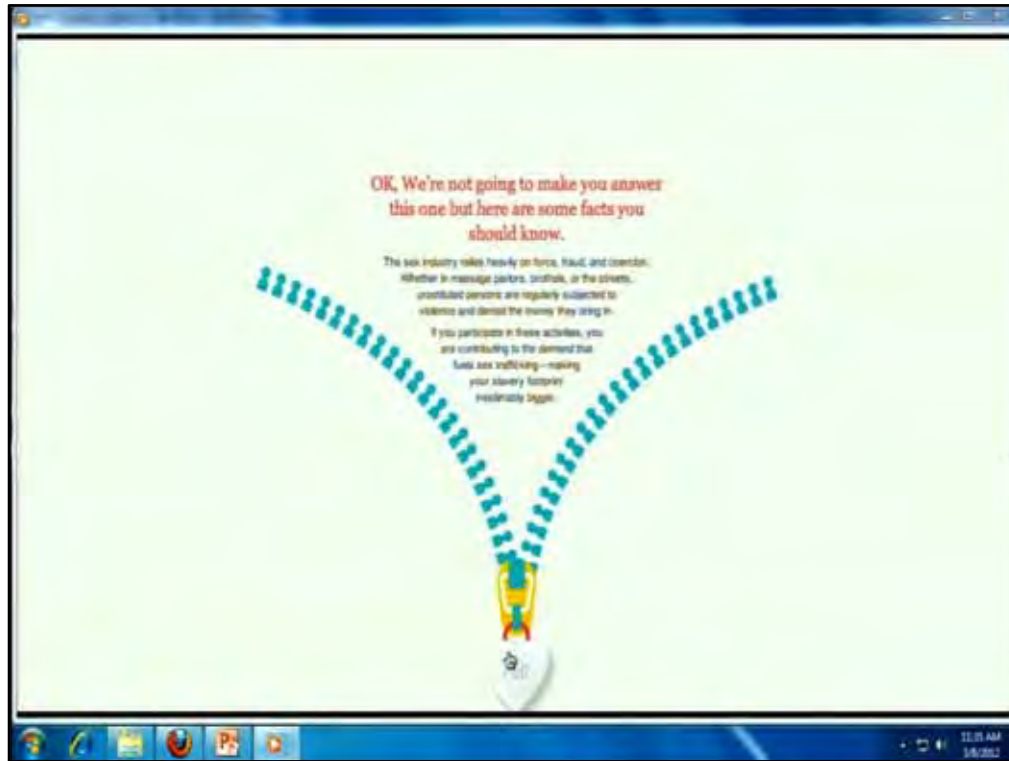 OK, We're not going to make you answer
this one but here are some facts you
should know.
The sex industry relies heavily on force, fraud, and coercion.
Whether in massage parlors, brothels, or the streets,
prostituted persons are regularly subjected to
violence and denied the money they bring in.
If you participate in these activities, you
are contributing to the demand that
fuels sex trafficking—making
your slavery footprint
inestimably bigger.
11:35 AM